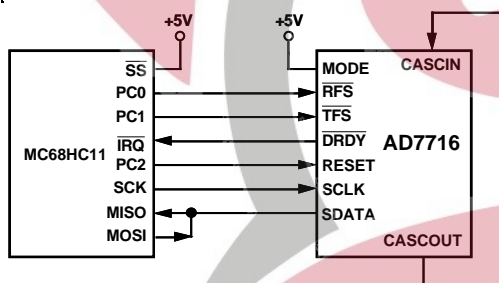 +5V +5V
SS MODE CASCIN
PC0 RFS
PC1 TFS
IRQ DRDY
MC68HC11 AD7716
PC2 RESET
SCK SCLK
MISO SDATA
MOSI
CASCOUT